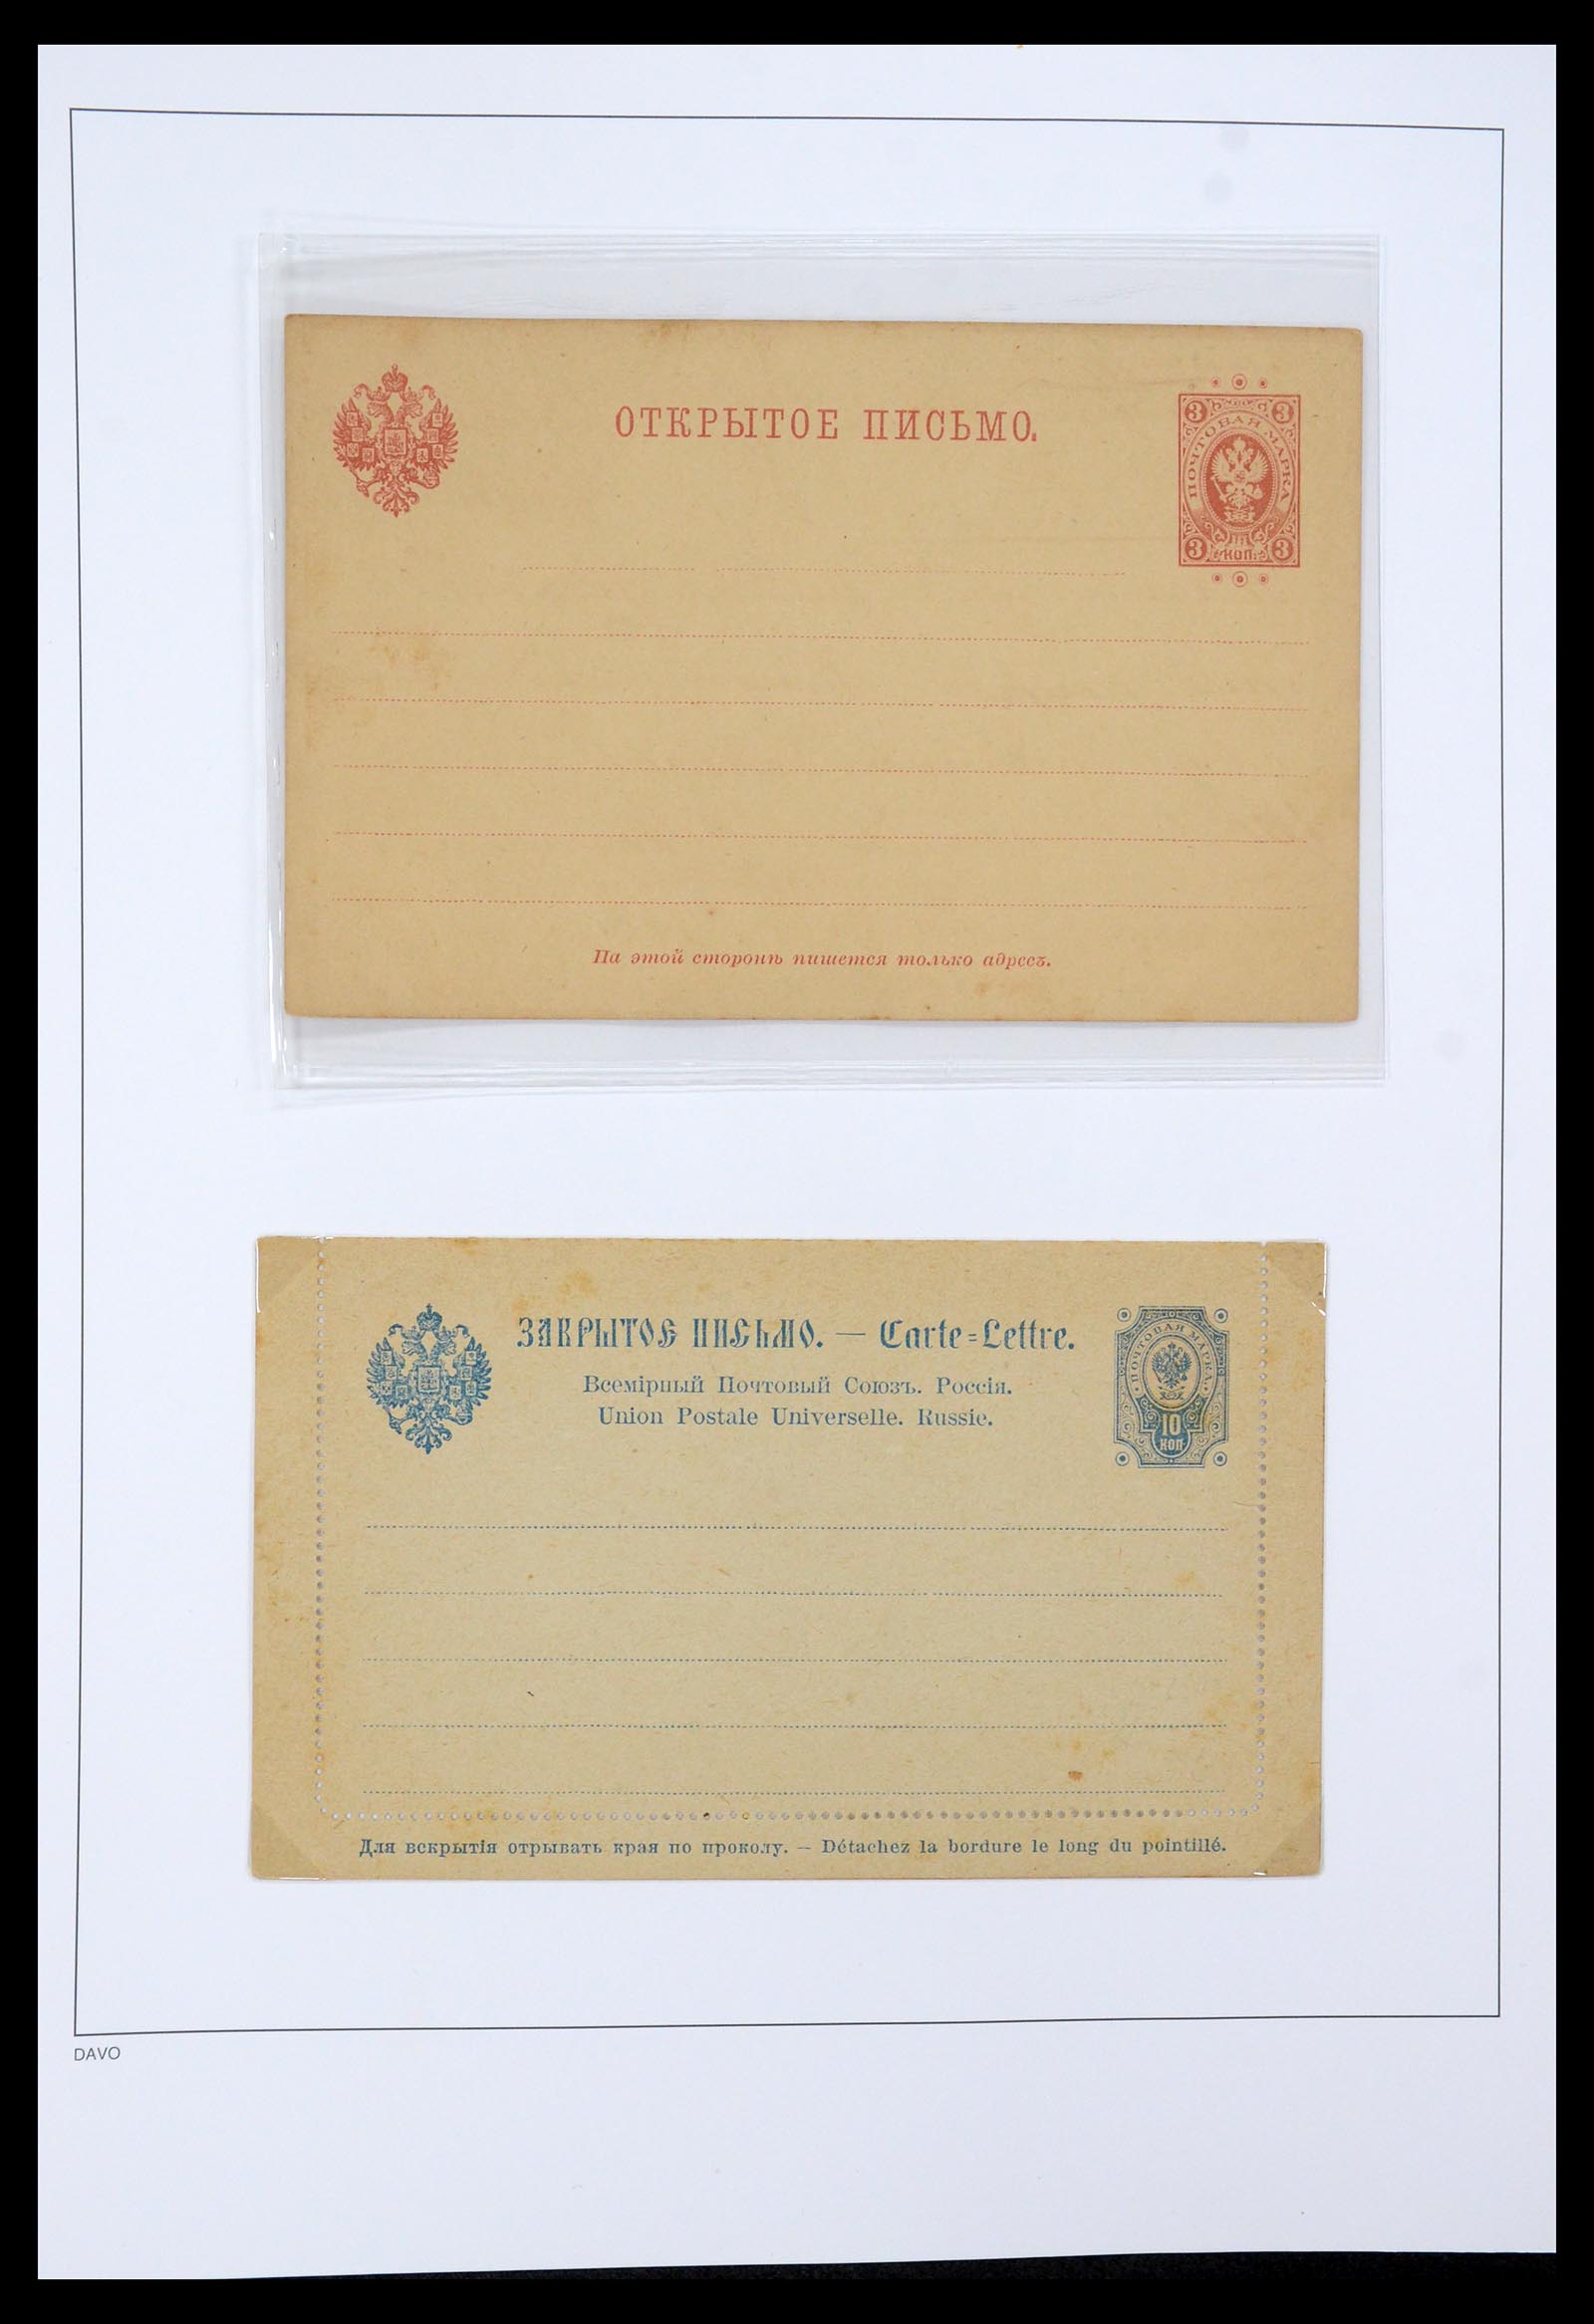 ОТКРЫТОЕ ПИСЬМО.
3 3
ПОЧТОВАЯ МАРКА
3 КОП. 3
На этой сторонѣ пишется только адресъ.
ЗАКРЫТОЕ ПИСЬМО. — Carte=Lettre.
Всемірный Почтовый Союзъ. Россія.
Union Postale Universelle. Russie.
ПОЧТОВАЯ МАРКА.
10
КОП
Для вскрытія отрывать края по проколу. — Détachez la bordure le long du pointillé.
DAVO